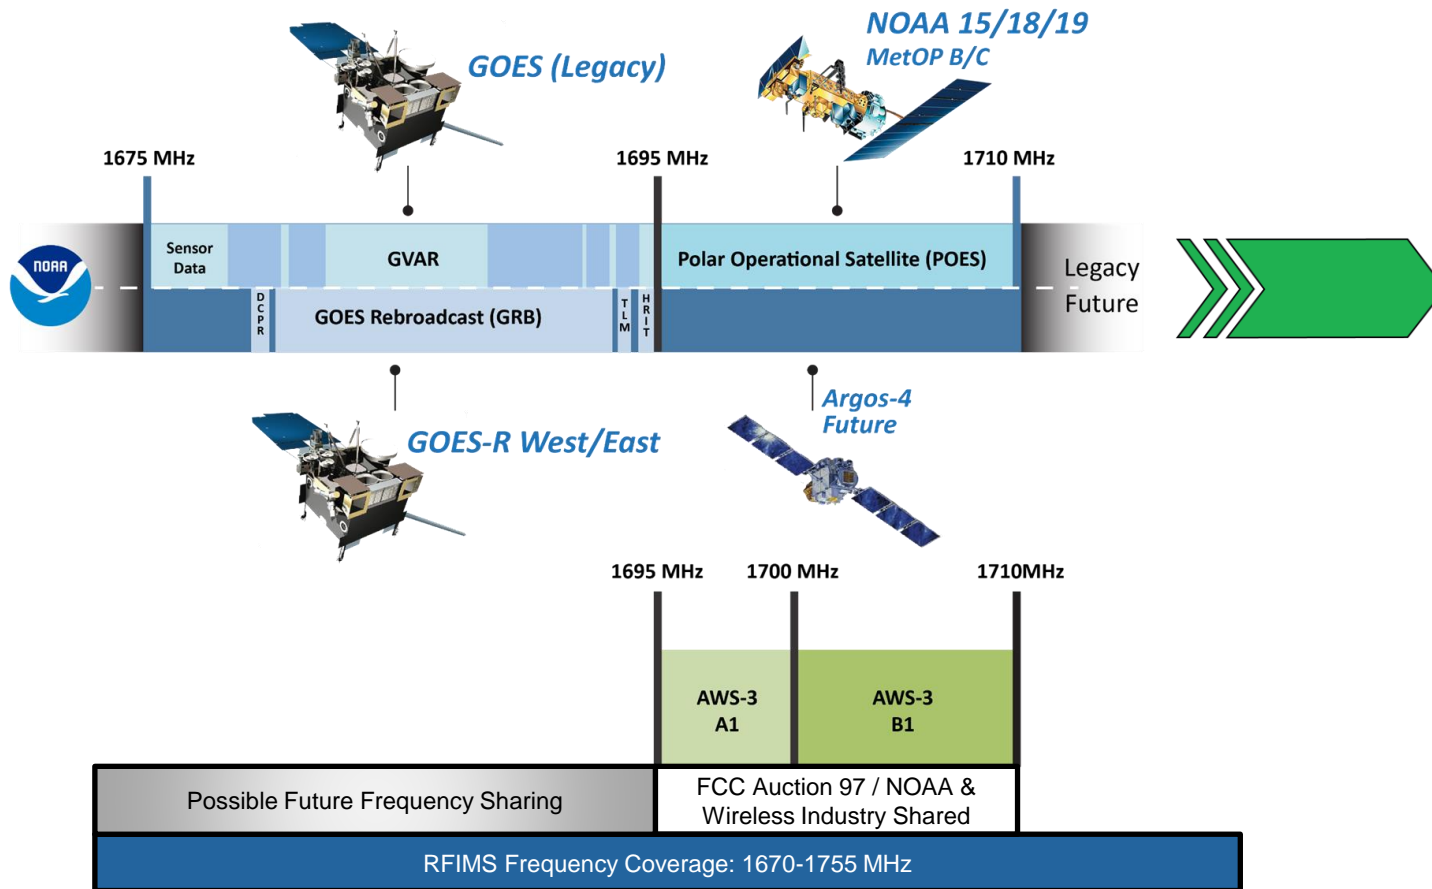 NOAA 15/18/19
MetOP B/C
GOES (Legacy)
1675 MHz
1695 MHz
1710 MHz
NOAA
Sensor
Data
GVAR
Polar Operational Satellite (POES)
Legacy
Future
DCPR
GOES Rebroadcast (GRB)
TLM
HRIT
GOES-R West/East
Argos-4
Future
1695 MHz
1700 MHz
1710MHz
AWS-3
A1
AWS-3
B1
Possible Future Frequency Sharing
FCC Auction 97 / NOAA &
Wireless Industry Shared
RFIMS Frequency Coverage: 1670-1755 MHz